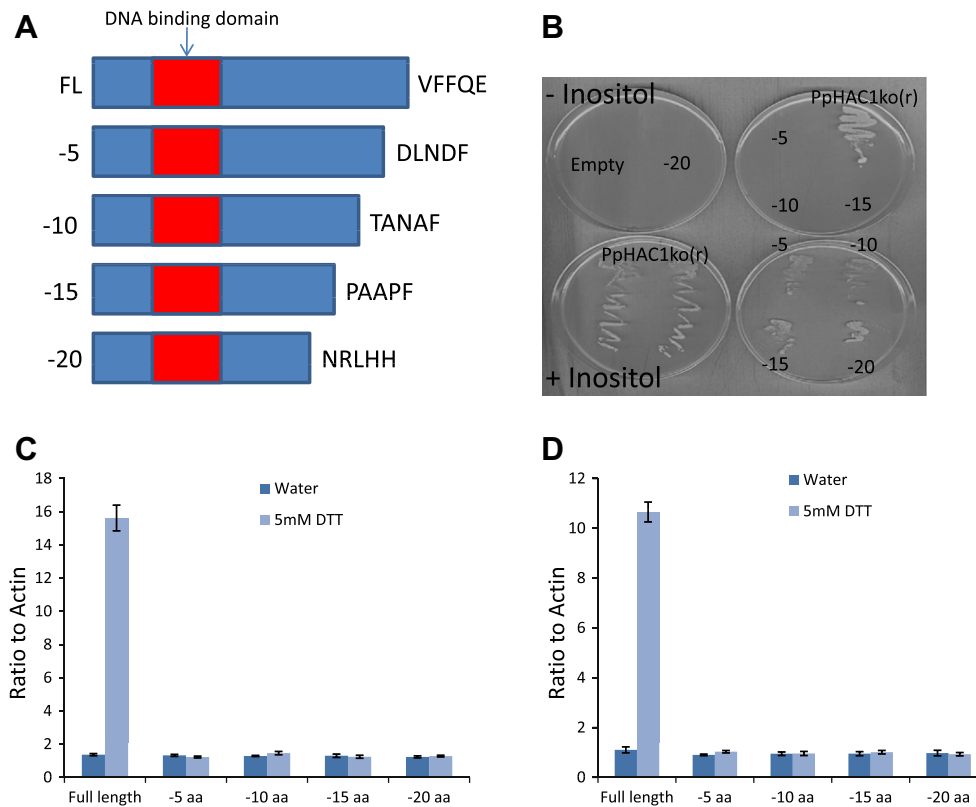 A
DNA binding domain
FL
VFFQE
-5
DLNDF
-10
TANAF
-15
PAAPF
-20
NRLHH
B
- Inositol
PpHAC1ko(r)
-5
Empty
-20
-10
-15
-5
-10
PpHAC1ko(r)
-15
-20
+ Inositol
C
18
16
14
12
10
8
6
4
2
0
Ratio to Actin
Water
5mM DTT
Full length
-5 aa
-10 aa
-15 aa
-20 aa
D
12
10
8
6
4
2
0
Ratio to Actin
Water
5mM DTT
Full length
-5 aa
-10 aa
-15 aa
-20 aa